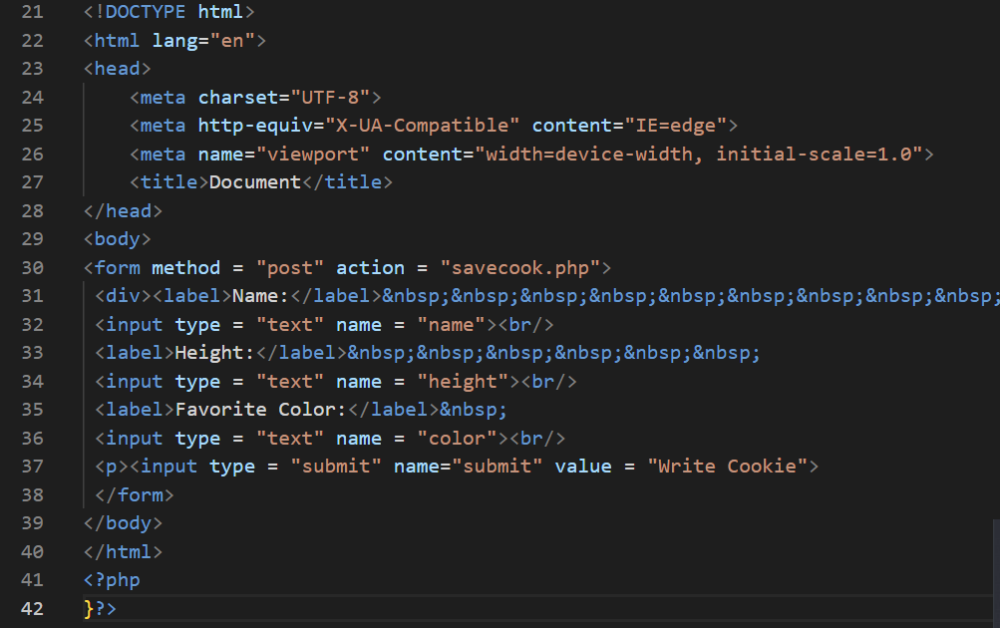 21 <!DOCTYPE html>
22 <html lang="en">
23 <head>
24     <meta charset="UTF-8">
25     <meta http-equiv="X-UA-Compatible" content="IE=edge">
26     <meta name="viewport" content="width=device-width, initial-scale=1.0">
27     <title>Document</title>
28 </head>
29 <body>
30 <form method = "post" action = "savecook.php">
31  <div><label>Name:</label>&nbsp;&nbsp;&nbsp;&nbsp;&nbsp;&nbsp;&nbsp;&nbsp;&nbsp;
32  <input type = "text" name = "name"><br/>
33  <label>Height:</label>&nbsp;&nbsp;&nbsp;&nbsp;&nbsp;&nbsp;
34  <input type = "text" name = "height"><br/>
35  <label>Favorite Color:</label>&nbsp;
36  <input type = "text" name = "color"><br/>
37  <p><input type = "submit" name="submit" value = "Write Cookie">
38  </form>
39 </body>
40 </html>
41 <?php
42 }?>